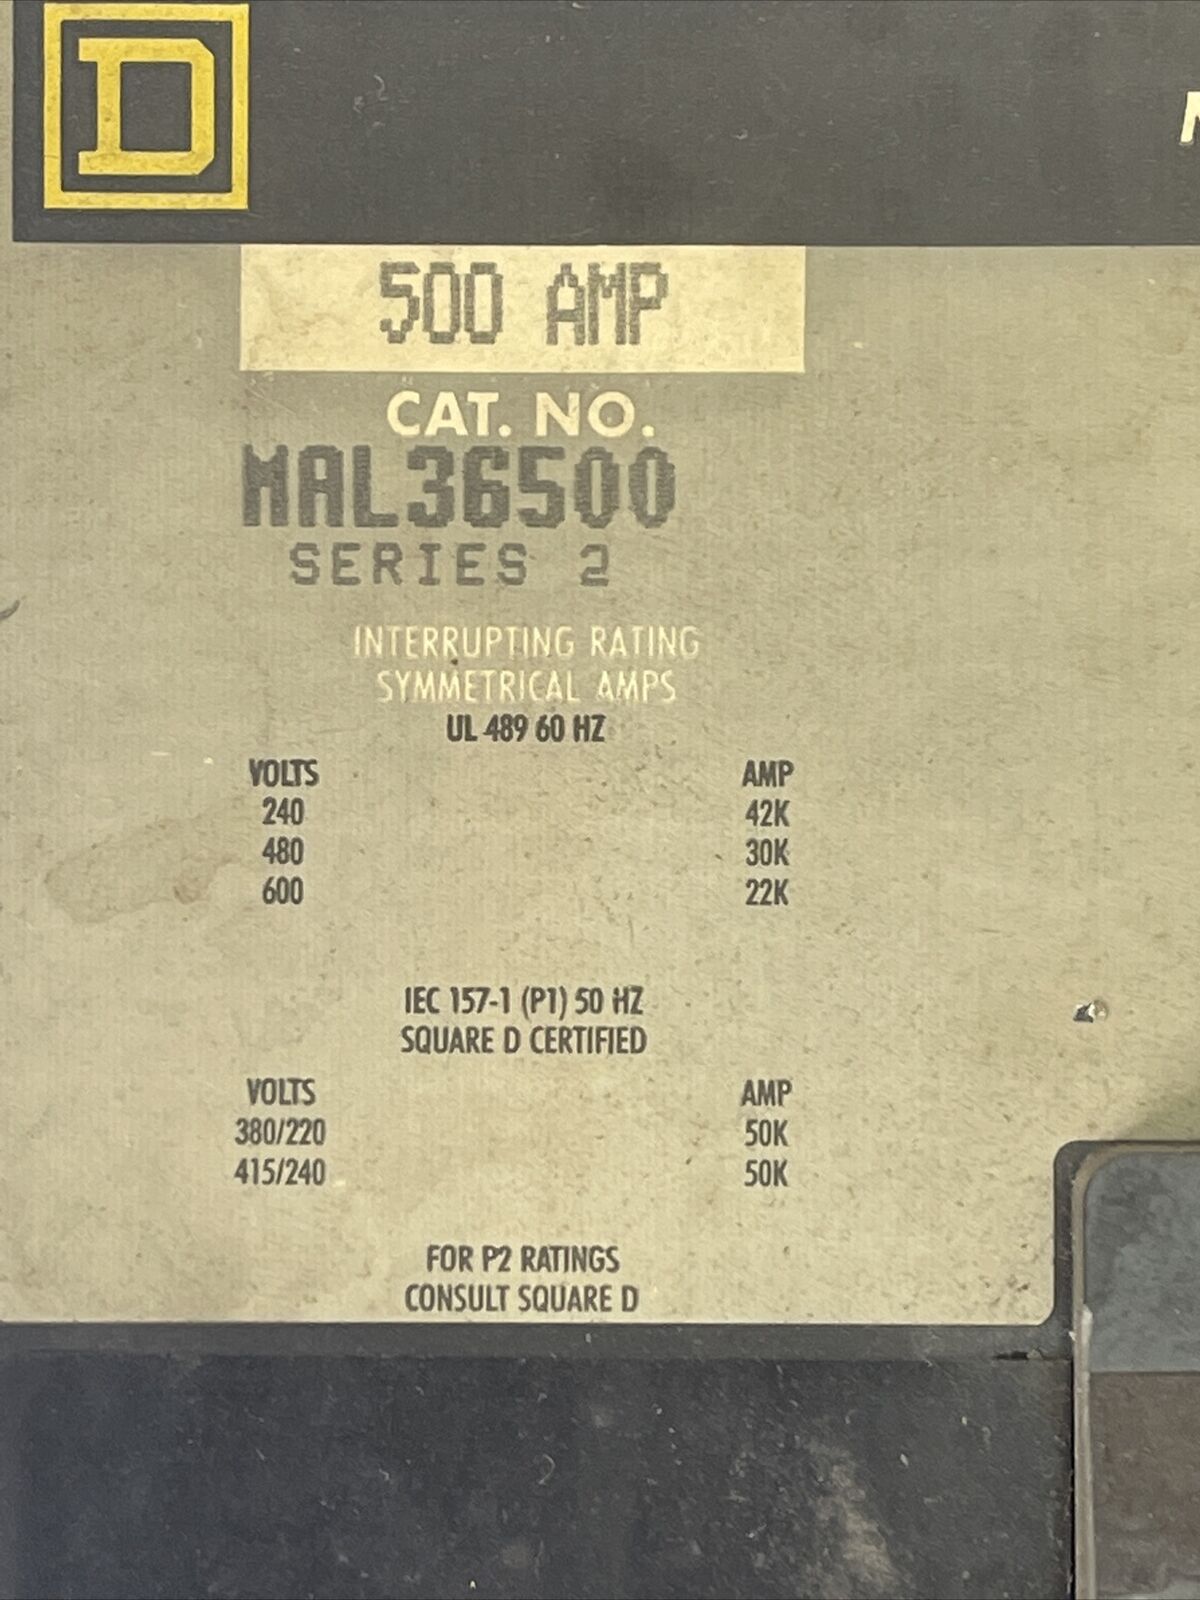 D
500 AMP
CAT. NO.
MAL36500
SERIES 2
INTERRUPTING RATING
SYMMETRICAL AMPS
UL 489 60 HZ
VOLTS AMP
240 42K
480 30K
600 22K
IEC 157-1 (P1) 50 HZ
SQUARE D CERTIFIED
VOLTS AMP
380/220 50K
415/240 50K
FOR P2 RATINGS
CONSULT SQUARE D